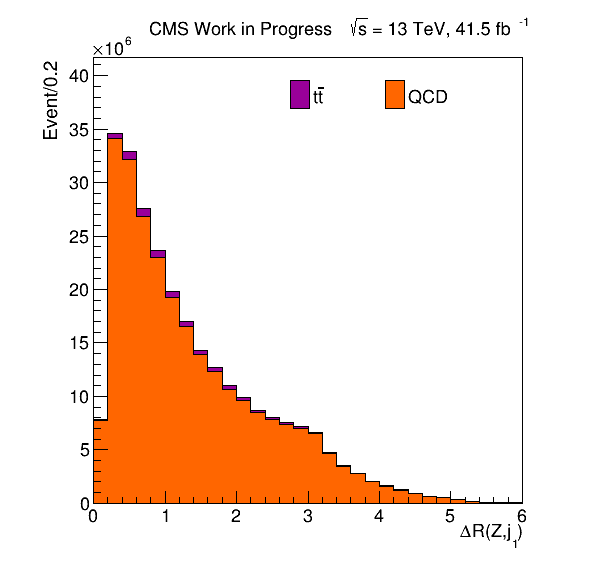 CMS Work in Progress √s = 13 TeV, 41.5 fb⁻¹
×10⁶
Event/0.2
tt̄
QCD
40
35
30
25
20
15
10
5
0
0 1 2 3 4 5 6
ΔR(Z,j₁)